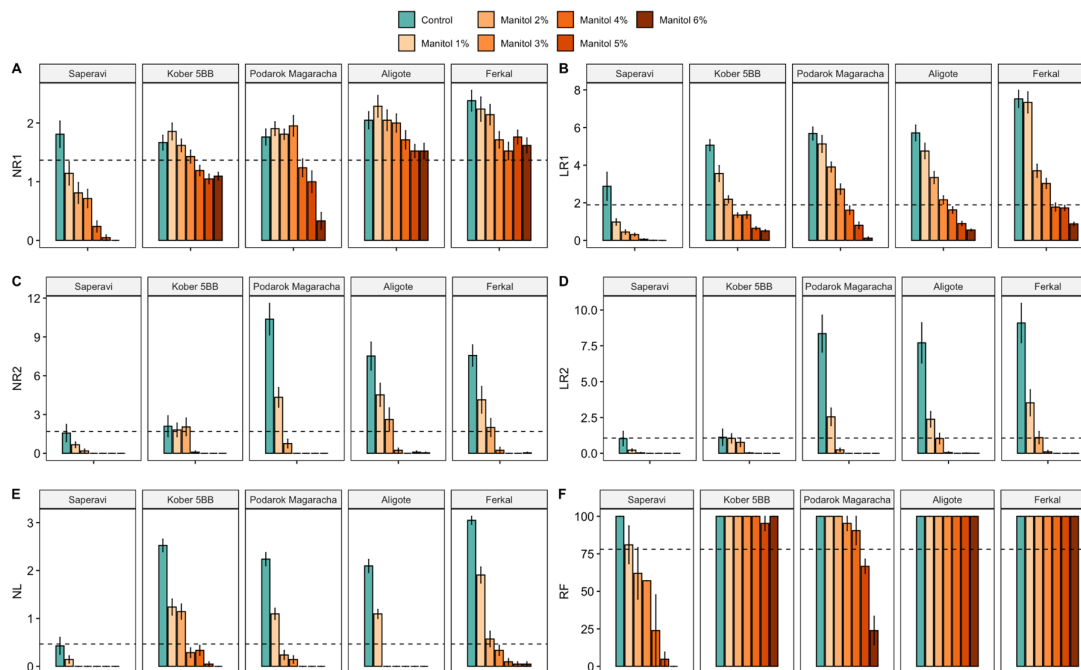 Control Manitol 2% Manitol 4% Manitol 6%
Manitol 1% Manitol 3% Manitol 5%
A
Saperavi Kober 5BB Podarok Magaracha Aligote Ferkal
NR1
2
1
0
B
Saperavi Kober 5BB Podarok Magaracha Aligote Ferkal
LR1
8
6
4
2
0
C
Saperavi Kober 5BB Podarok Magaracha Aligote Ferkal
NR2
12
9
6
3
0
D
Saperavi Kober 5BB Podarok Magaracha Aligote Ferkal
LR2
10.0
7.5
5.0
2.5
0.0
E
Saperavi Kober 5BB Podarok Magaracha Aligote Ferkal
NL
3
2
1
0
F
Saperavi Kober 5BB Podarok Magaracha Aligote Ferkal
RF
100
75
50
25
0